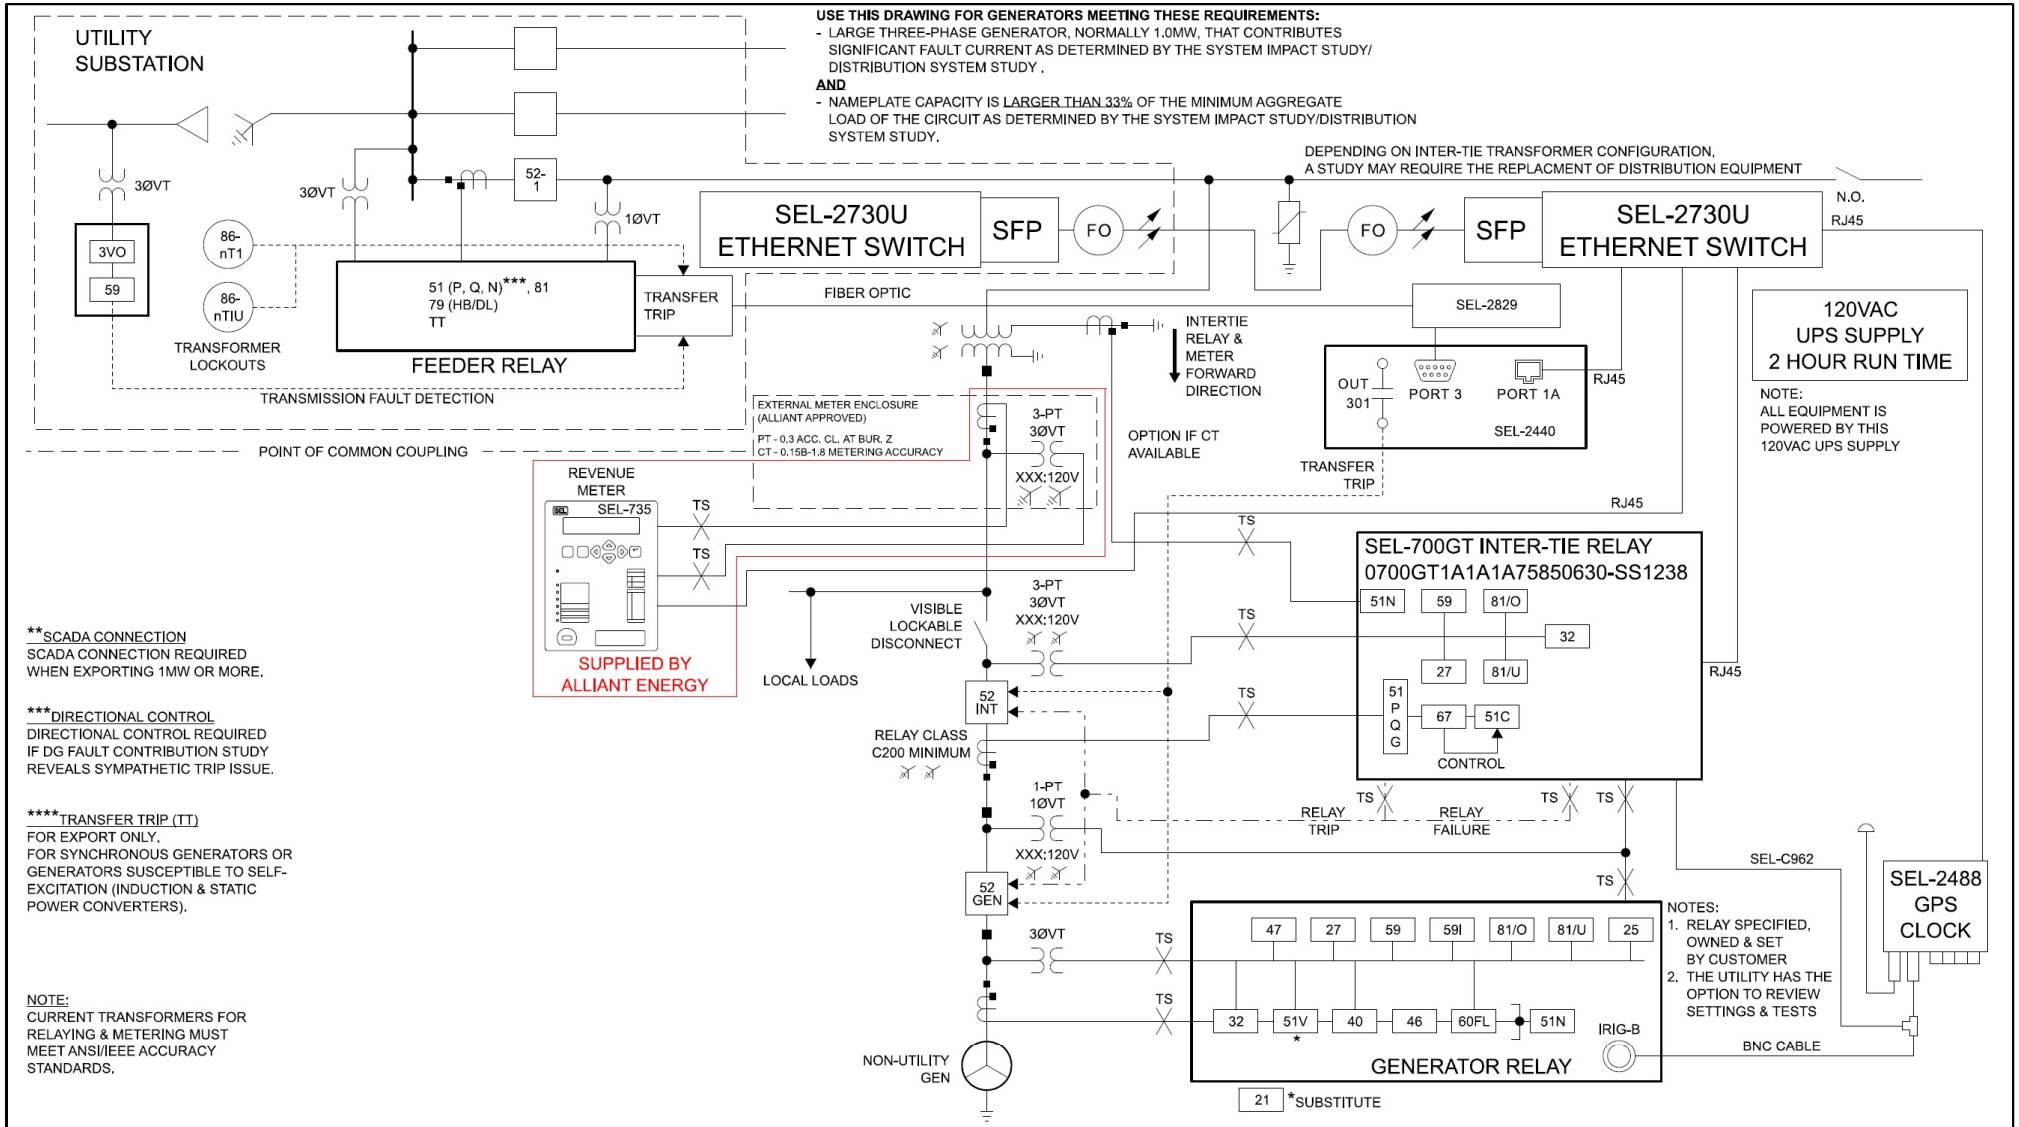 UTILITY
SUBSTATION
USE THIS DRAWING FOR GENERATORS MEETING THESE REQUIREMENTS:
- LARGE THREE-PHASE GENERATOR, NORMALLY 1.0MW, THAT CONTRIBUTES
SIGNIFICANT FAULT CURRENT AS DETERMINED BY THE SYSTEM IMPACT STUDY/
DISTRIBUTION SYSTEM STUDY.
AND
- NAMEPLATE CAPACITY IS LARGER THAN 33% OF THE MINIMUM AGGREGATE
LOAD OF THE CIRCUIT AS DETERMINED BY THE SYSTEM IMPACT STUDY/DISTRIBUTION
SYSTEM STUDY.
DEPENDING ON INTER-TIE TRANSFORMER CONFIGURATION,
A STUDY MAY REQUIRE THE REPLACMENT OF DISTRIBUTION EQUIPMENT
N.O.
RJ45
3ØVT
3ØVT
52-
1
1ØVT
SEL-2730U
ETHERNET SWITCH
SFP
FO
FO
SFP
SEL-2730U
ETHERNET SWITCH
3VO
59
86-
nT1
86-
nTIU
TRANSFORMER
LOCKOUTS
51 (P, Q, N)***, 81
79 (HB/DL)
TT
FEEDER RELAY
TRANSFER
TRIP
FIBER OPTIC
TRANSMISSION FAULT DETECTION
POINT OF COMMON COUPLING
INTERTIE
RELAY &
METER
FORWARD
DIRECTION
SEL-2829
OUT
301
PORT 3
PORT 1A
SEL-2440
RJ45
120VAC
UPS SUPPLY
2 HOUR RUN TIME
NOTE:
ALL EQUIPMENT IS
POWERED BY THIS
120VAC UPS SUPPLY
EXTERNAL METER ENCLOSURE
(ALLIANT APPROVED)
PT - 0.3 ACC, CL, AT BUR, Z
CT - 0.15B-1.8 METERING ACCURACY
3-PT
3ØVT
XXX:120V
OPTION IF CT
AVAILABLE
TRANSFER
TRIP
RJ45
REVENUE
METER
SEL
SEL-735
TS
TS
SUPPLIED BY
ALLIANT ENERGY
LOCAL LOADS
VISIBLE
LOCKABLE
DISCONNECT
3-PT
3ØVT
XXX:120V
TS
TS
TS
SEL-700GT INTER-TIE RELAY
0700GT1A1A1A75850630-SS1238
51N
59
81/O
32
27
81/U
51
P
Q
G
67
51C
CONTROL
RJ45
52
INT
RELAY CLASS
C200 MINIMUM
1-PT
1ØVT
XXX:120V
RELAY
TRIP
RELAY
FAILURE
TS
TS
TS
TS
52
GEN
SEL-C962
SEL-2488
GPS
CLOCK
3ØVT
TS
TS
47
27
59
59I
81/O
81/U
25
32
51V
*
40
46
60FL
51N
IRIG-B
GENERATOR RELAY
BNC CABLE
NOTES:
1. RELAY SPECIFIED,
OWNED & SET
BY CUSTOMER
2. THE UTILITY HAS THE
OPTION TO REVIEW
SETTINGS & TESTS
NON-UTILITY
GEN
21
*SUBSTITUTE
**SCADA CONNECTION
SCADA CONNECTION REQUIRED
WHEN EXPORTING 1MW OR MORE.
***DIRECTIONAL CONTROL
DIRECTIONAL CONTROL REQUIRED
IF DG FAULT CONTRIBUTION STUDY
REVEALS SYMPATHETIC TRIP ISSUE.
****TRANSFER TRIP (TT)
FOR EXPORT ONLY.
FOR SYNCHRONOUS GENERATORS OR
GENERATORS SUSCEPTIBLE TO SELF-
EXCITATION (INDUCTION & STATIC
POWER CONVERTERS).
NOTE:
CURRENT TRANSFORMERS FOR
RELAYING & METERING MUST
MEET ANSI/IEEE ACCURACY
STANDARDS.